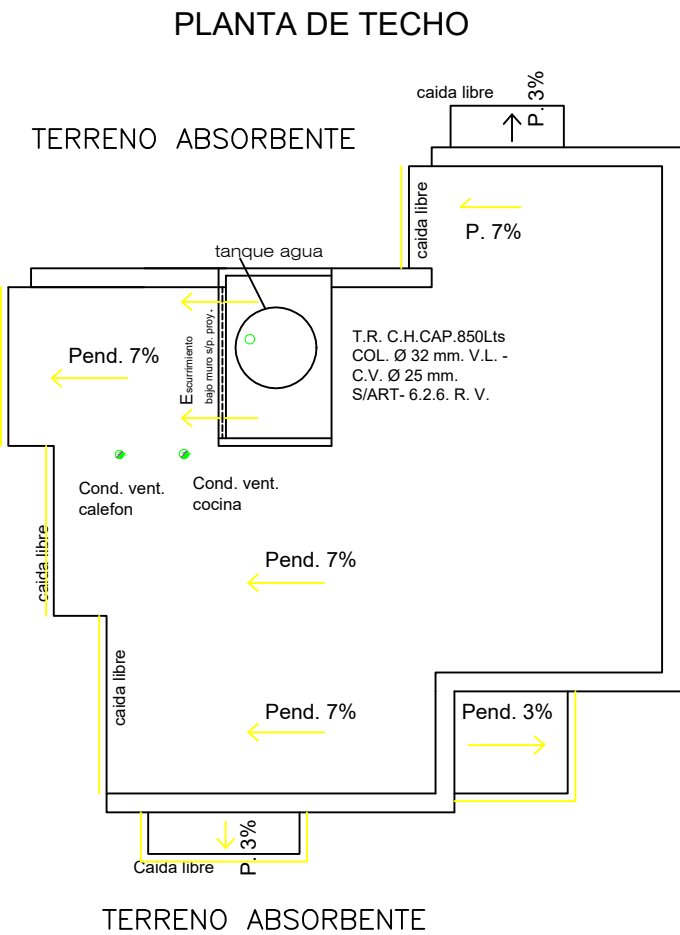 PLANTA DE TECHO
caida libre
P. 3%
TERRENO ABSORBENTE
caida libre
P. 7%
tanque agua
Escurrimiento
bajo muro s/p. proy.
T.R. C.H.CAP.850Lts
COL. Ø 32 mm. V.L. -
C.V. Ø 25 mm.
S/ART- 6.2.6. R. V.
Pend. 7%
Cond. vent.
calefon
Cond. vent.
cocina
caida libre
Pend. 7%
caida libre
Pend. 7%
Pend. 3%
P. 3%
Caida libre
TERRENO ABSORBENTE